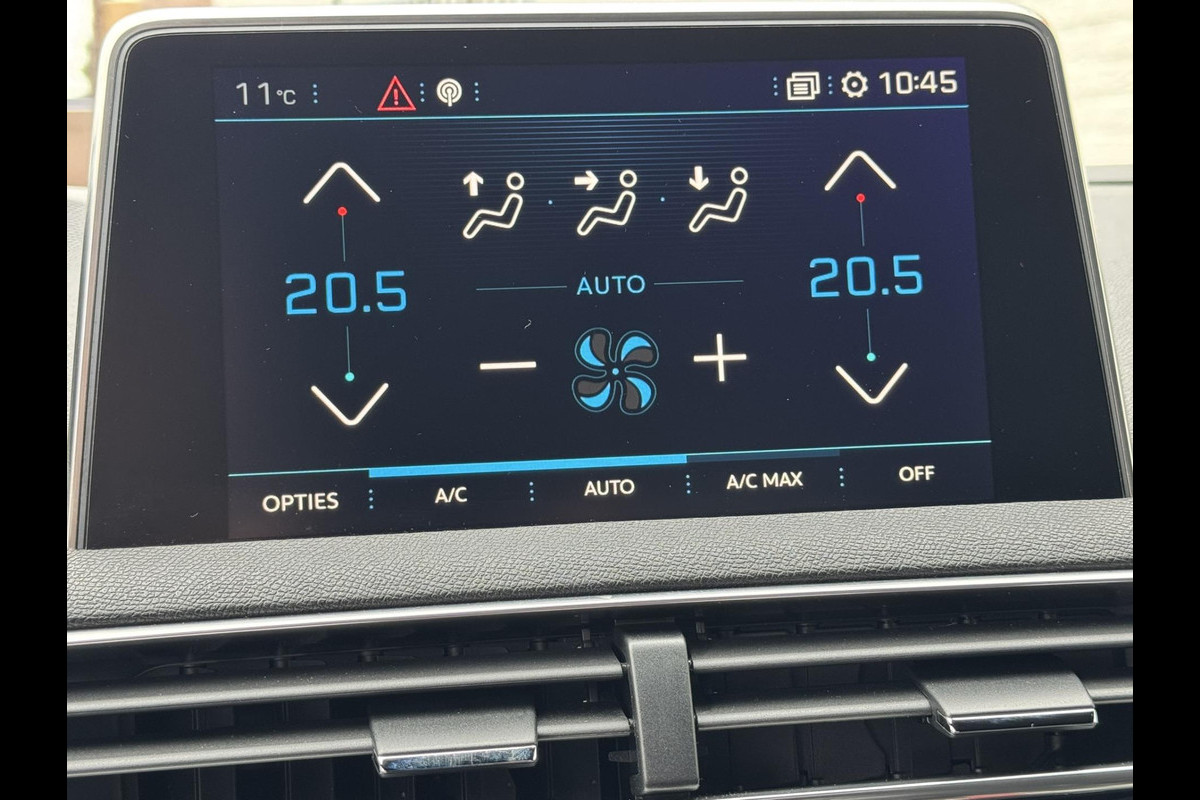 11°C 10:45
20.5 20.5
AUTO
OPTIES A/C AUTO A/C MAX OFF